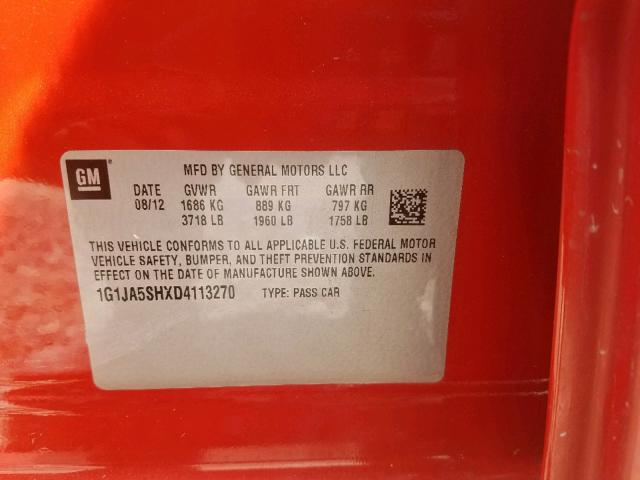 GM
MFD BY GENERAL MOTORS LLC
DATE GVWR GAWR FRT GAWR RR
08/12 1686 KG 889 KG 797 KG
3718 LB 1960 LB 1758 LB
THIS VEHICLE CONFORMS TO ALL APPLICABLE U.S. FEDERAL MOTOR
VEHICLE SAFETY, BUMPER, AND THEFT PREVENTION STANDARDS IN
EFFECT ON THE DATE OF MANUFACTURE SHOWN ABOVE.
1G1JA5SHXD4113270 TYPE: PASS CAR